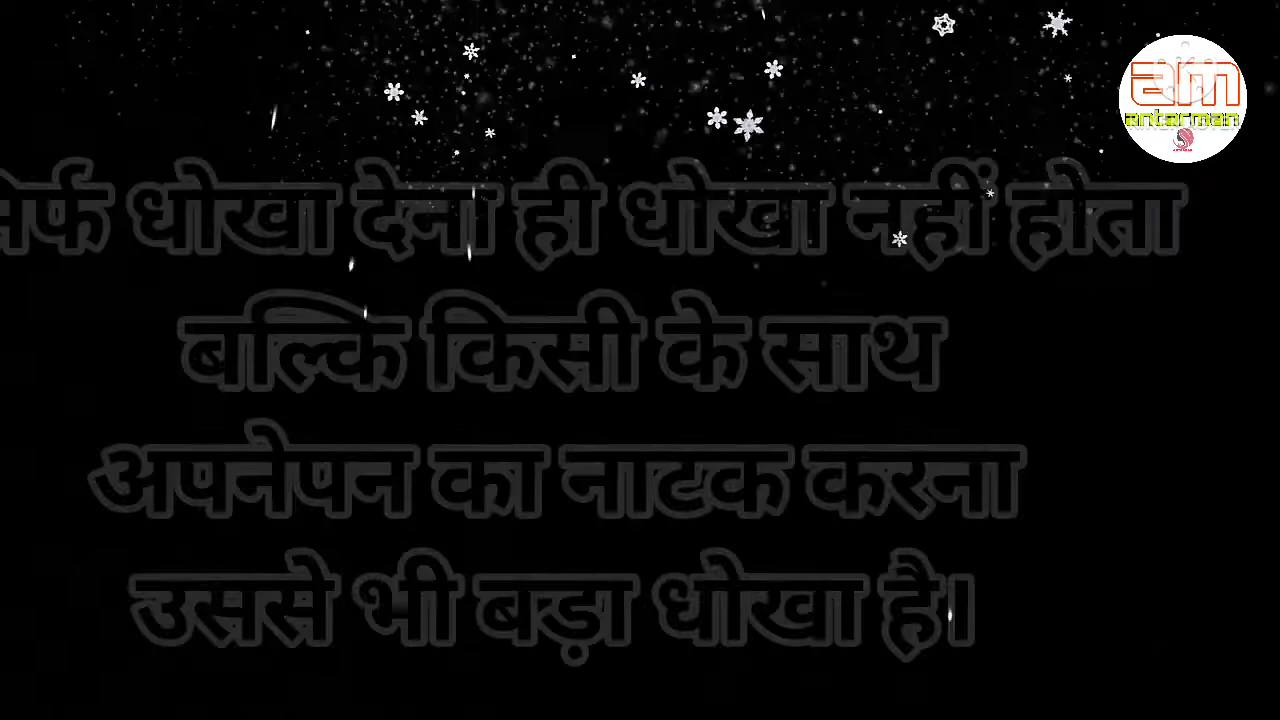 सिर्फ धोखा देना ही धोखा नहीं होता
बल्कि किसी के साथ
अपनेपन का नाटक करना
उससे भी बड़ा धोखा है।
am
antarman